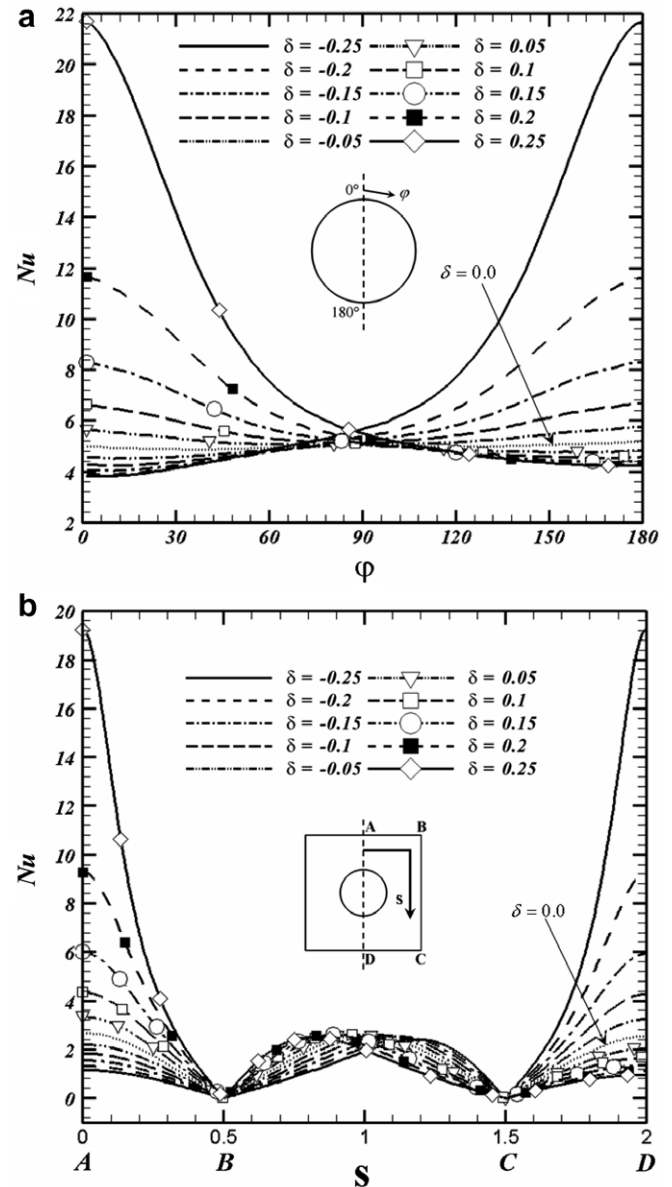 a
22
20
18
16
14
12
10
8
6
4
2
Nu
δ = -0.25
δ = -0.2
δ = -0.15
δ = -0.1
δ = -0.05
δ = 0.05
δ = 0.1
δ = 0.15
δ = 0.2
δ = 0.25
0°
φ
180°
δ = 0.0
0 30 60 90 120 150 180
φ
b
20
18
16
14
12
10
8
6
4
2
0
Nu
δ = -0.25
δ = -0.2
δ = -0.15
δ = -0.1
δ = -0.05
δ = 0.05
δ = 0.1
δ = 0.15
δ = 0.2
δ = 0.25
A B
S
D C
δ = 0.0
0 0.5 1 1.5 2
A B S C D